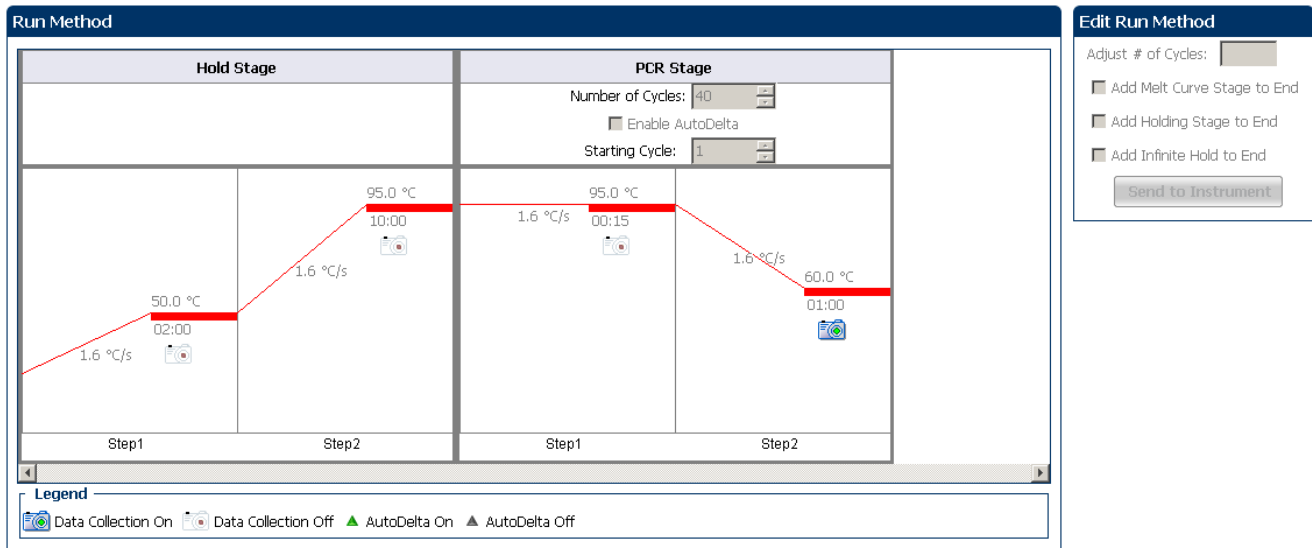 Run Method
Hold Stage
PCR Stage
Number of Cycles: 40
Enable AutoDelta
Starting Cycle: 1
50.0 °C
02:00
1.6 °C/s
Step1
95.0 °C
10:00
1.6 °C/s
Step2
95.0 °C
1.6 °C/s
00:15
Step1
1.6 °C/s
60.0 °C
01:00
Step2
Legend
Data Collection On Data Collection Off AutoDelta On AutoDelta Off
Edit Run Method
Adjust # of Cycles:
Add Melt Curve Stage to End
Add Holding Stage to End
Add Infinite Hold to End
Send to Instrument